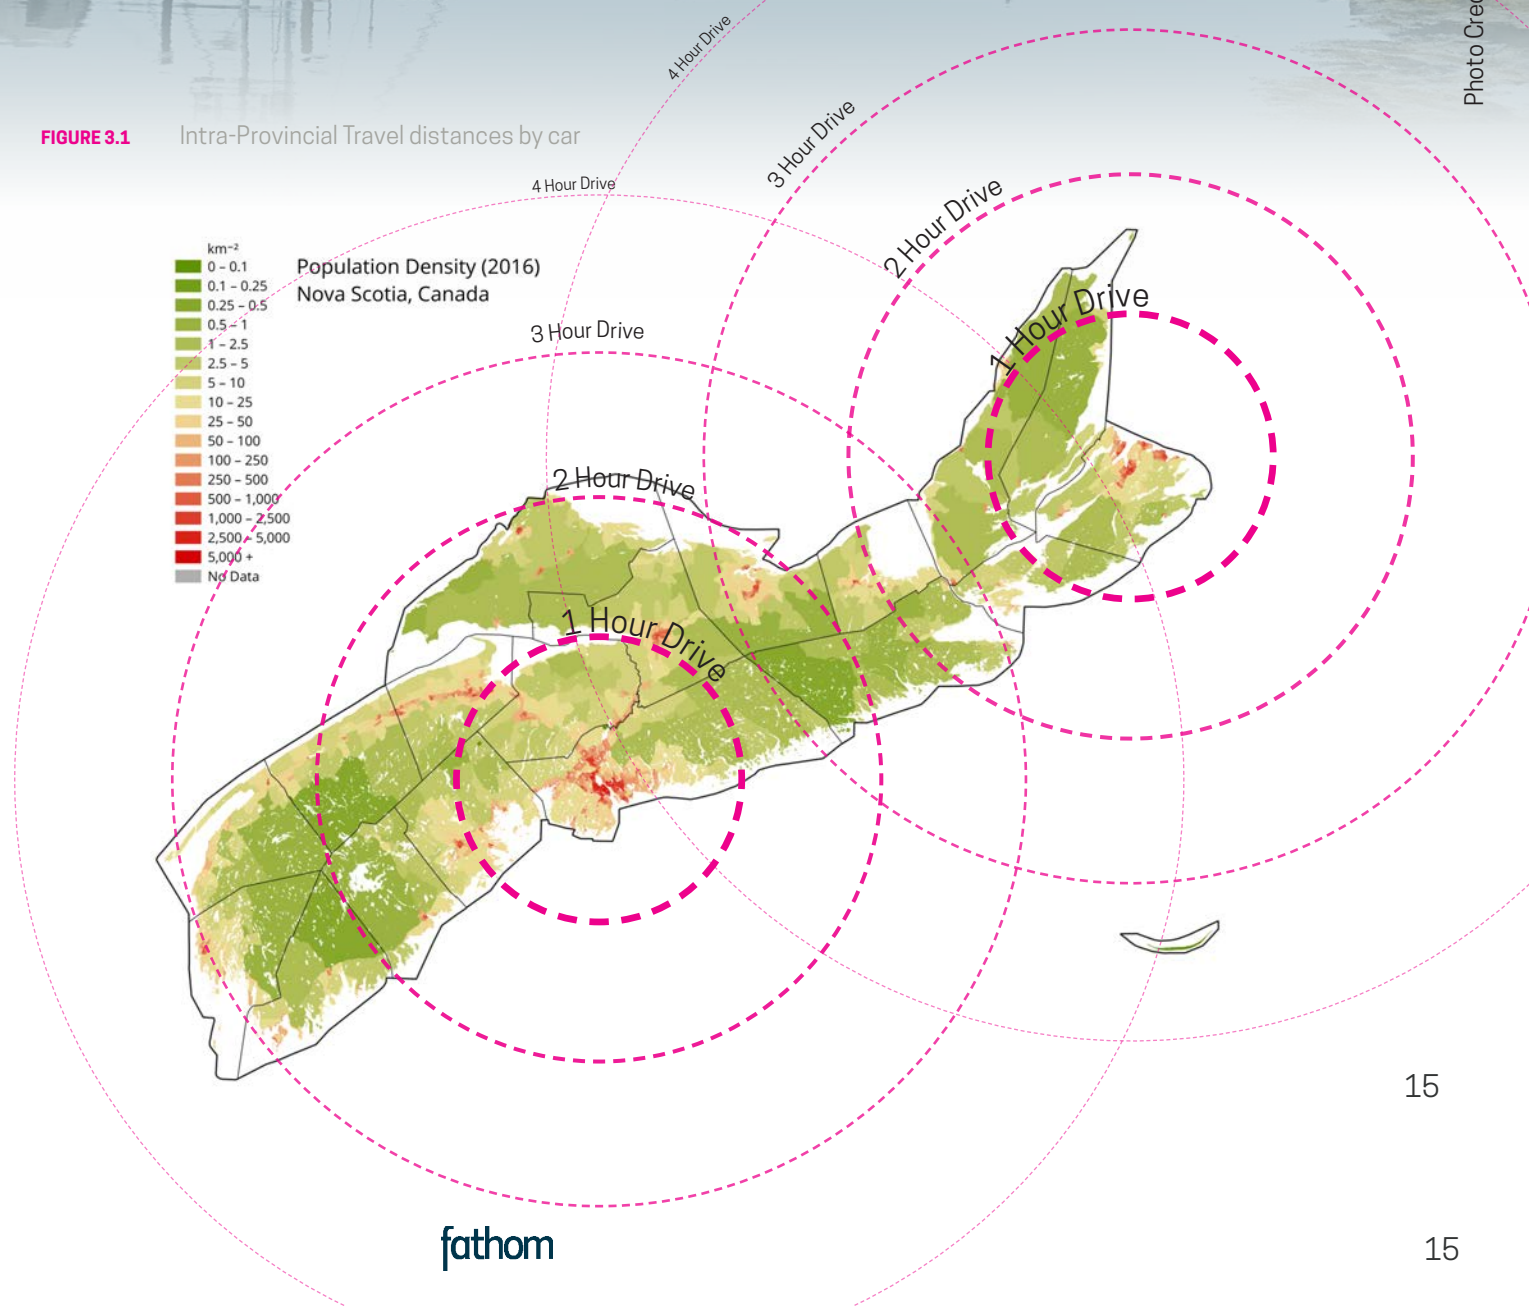 Photo Cred
4 Hour Drive
3 Hour Drive
FIGURE 3.1 Intra-Provincial Travel distances by car
4 Hour Drive
2 Hour Drive
km⁻²
0 – 0.1
0.1 – 0.25
0.25 – 0.5
0.5 – 1
1 – 2.5
2.5 – 5
5 – 10
10 – 25
25 – 50
50 – 100
100 – 250
250 – 500
500 – 1,000
1,000 – 2,500
2,500 – 5,000
5,000 +
No Data
Population Density (2016)
Nova Scotia, Canada
1 Hour Drive
3 Hour Drive
2 Hour Drive
1 Hour Drive
15
fathom
15